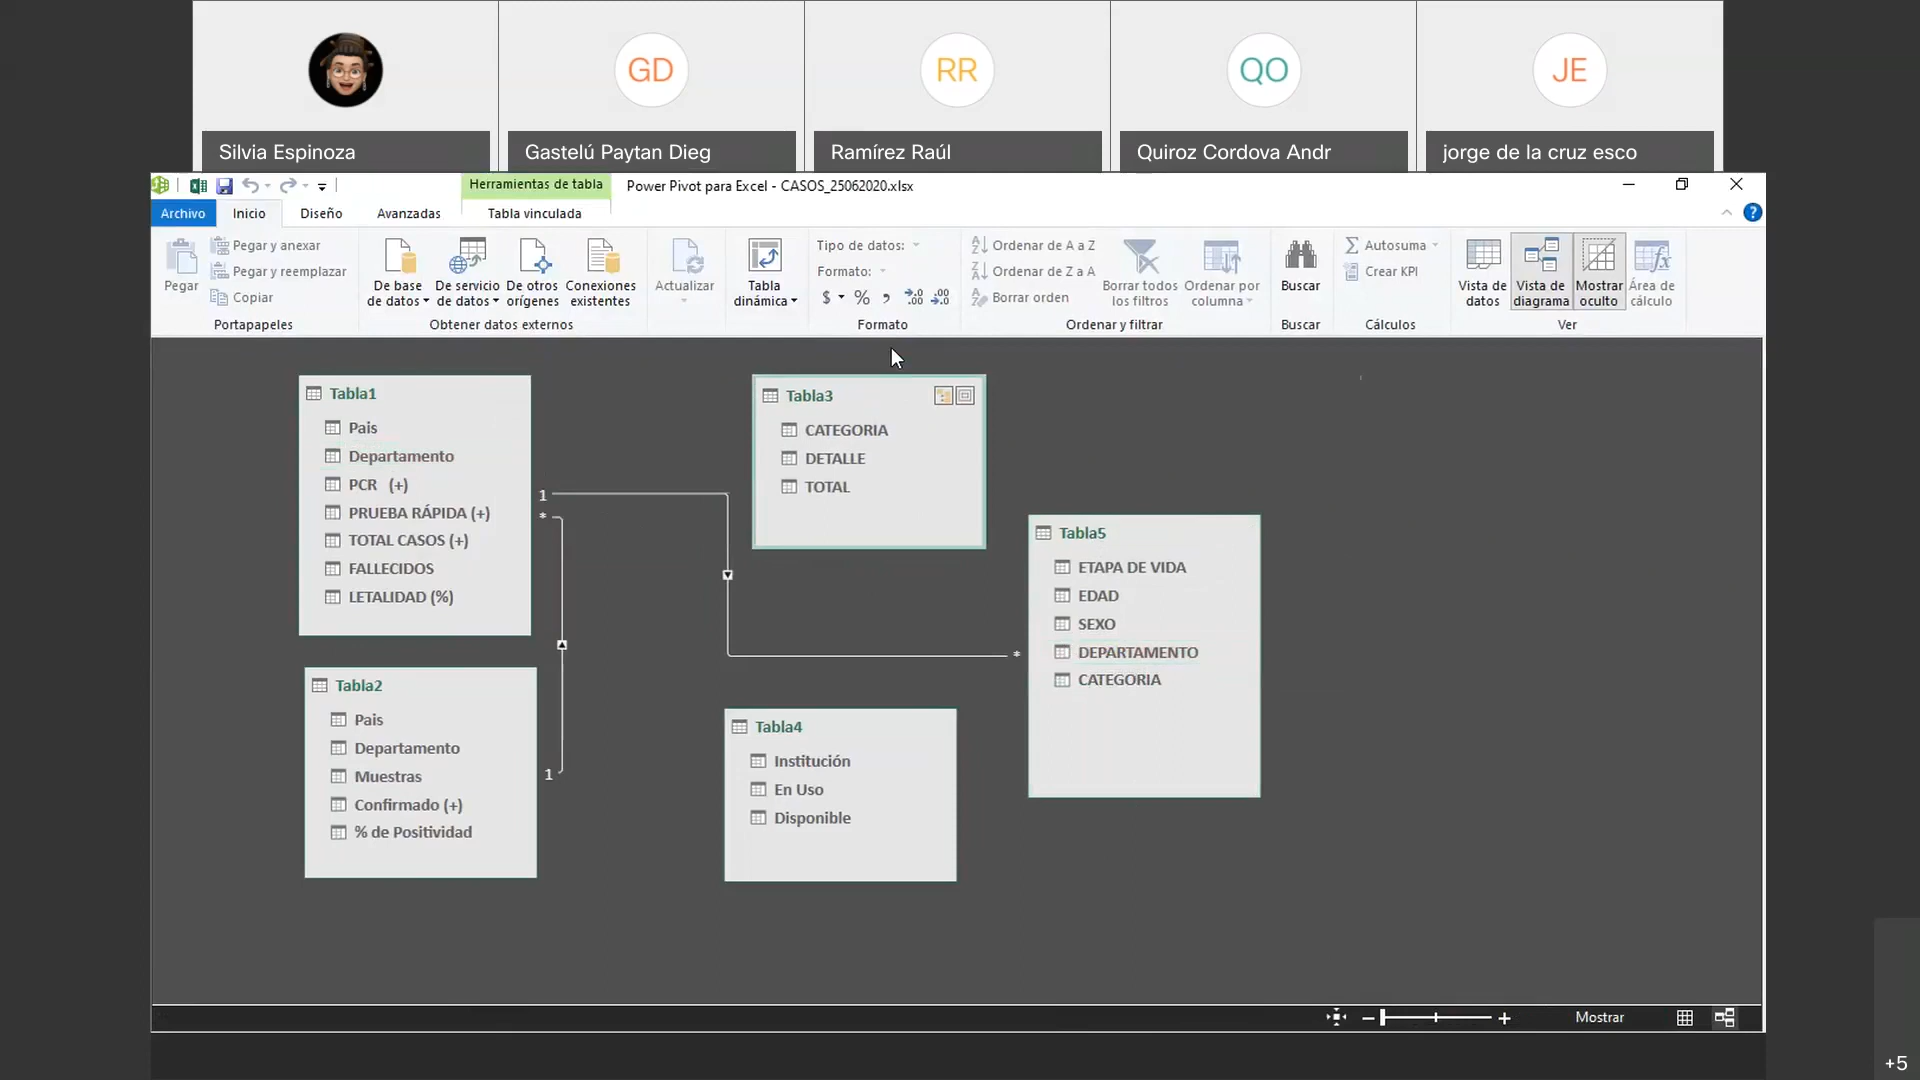 GD
RR
QO
JE
Silvia Espinoza
Gastelú Paytan Dieg
Ramírez Raúl
Quiroz Cordova Andr
jorge de la cruz esco
Herramientas de tabla
Power Pivot para Excel - CASOS_25062020.xlsx
Archivo
Inicio
Diseño
Avanzadas
Tabla vinculada
Pegar
Pegar y anexar
Pegar y reemplazar
Copiar
Portapapeles
De base
de datos
De servicio
de datos
De otros
orígenes
Conexiones
existentes
Obtener datos externos
Actualizar
Tabla
dinámica
Tipo de datos:
Formato:
$ % ,
.00
.00
Formato
Ordenar de A a Z
Ordenar de Z a A
Borrar orden
Borrar todos
los filtros
Ordenar por
columna
Ordenar y filtrar
Buscar
Buscar
Autosuma
Crear KPI
Cálculos
Vista de
datos
Vista de
diagrama
Mostrar
oculto
Área de
cálculo
Ver
Tabla1
Pais
Departamento
PCR (+)
PRUEBA RÁPIDA (+)
TOTAL CASOS (+)
FALLECIDOS
LETALIDAD (%)
1
*
Tabla2
Pais
Departamento
Muestras
Confirmado (+)
% de Positividad
1
Tabla3
CATEGORIA
DETALLE
TOTAL
Tabla4
Institución
En Uso
Disponible
*
Tabla5
ETAPA DE VIDA
EDAD
SEXO
DEPARTAMENTO
CATEGORIA
Mostrar
+5